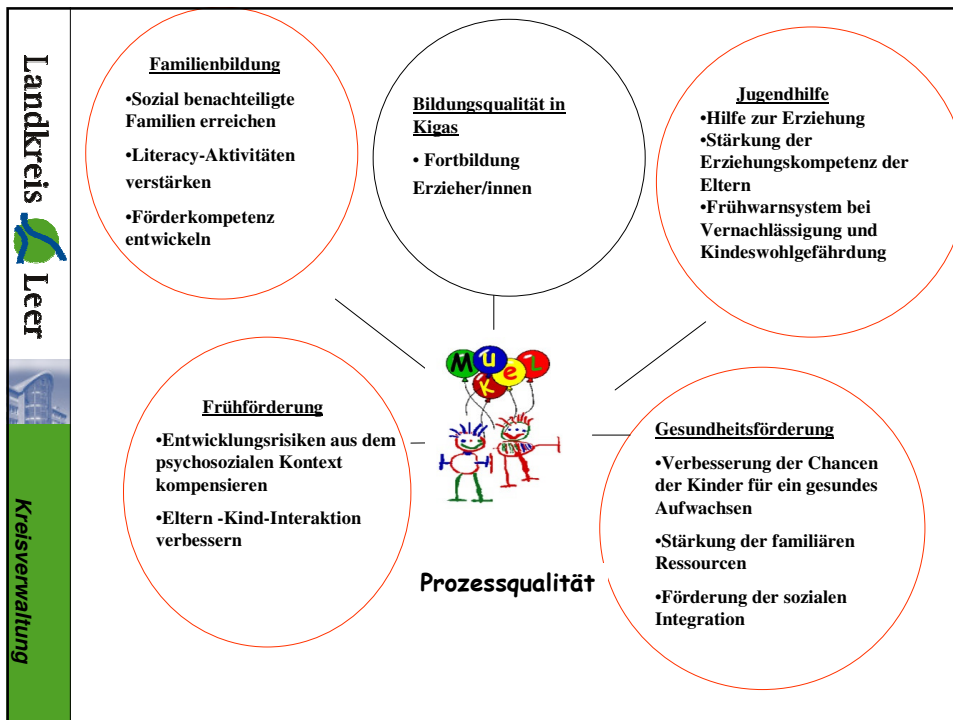 Landkreis Leer
Kreisverwaltung
Familienbildung
•Sozial benachteiligte
Familien erreichen
•Literacy-Aktivitäten
verstärken
•Förderkompetenz
entwickeln
Bildungsqualität in
Kigas
• Fortbildung
Erzieher/innen
Jugendhilfe
•Hilfe zur Erziehung
•Stärkung der
Erziehungskompetenz der
Eltern
•Frühwarnsystem bei
Vernachlässigung und
Kindeswohlgefährdung
MuKeZ
Frühförderung
•Entwicklungsrisiken aus dem
psychosozialen Kontext
kompensieren
•Eltern -Kind-Interaktion
verbessern
Gesundheitsförderung
•Verbesserung der Chancen
der Kinder für ein gesundes
Aufwachsen
•Stärkung der familiären
Ressourcen
•Förderung der sozialen
Integration
Prozessqualität